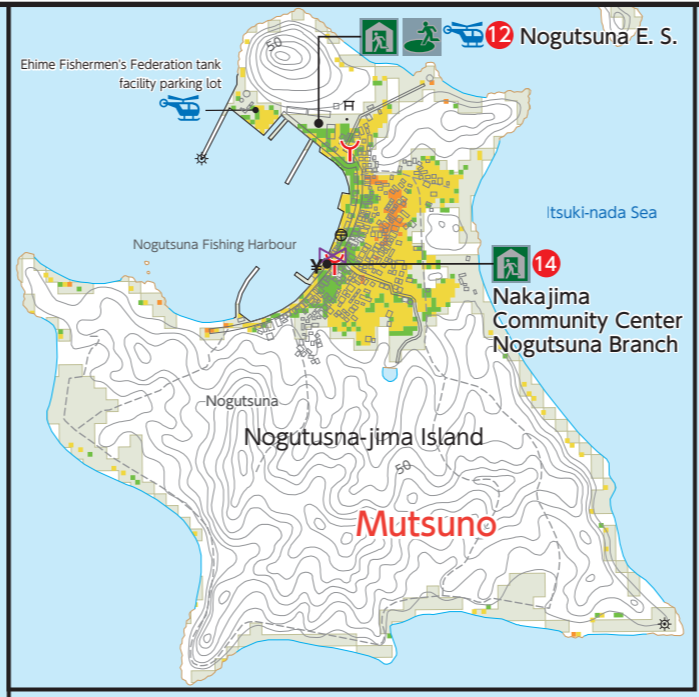 50
12 Nogutsuna E. S.
Ehime Fishermen's Federation tank
facility parking lot
Itsuki-nada Sea
Nogutsuna Fishing Harbour
¥
14
Nakajima
Community Center
Nogutsuna Branch
Nogutsuna
Nogutusna-jima Island
50
Mutsuno